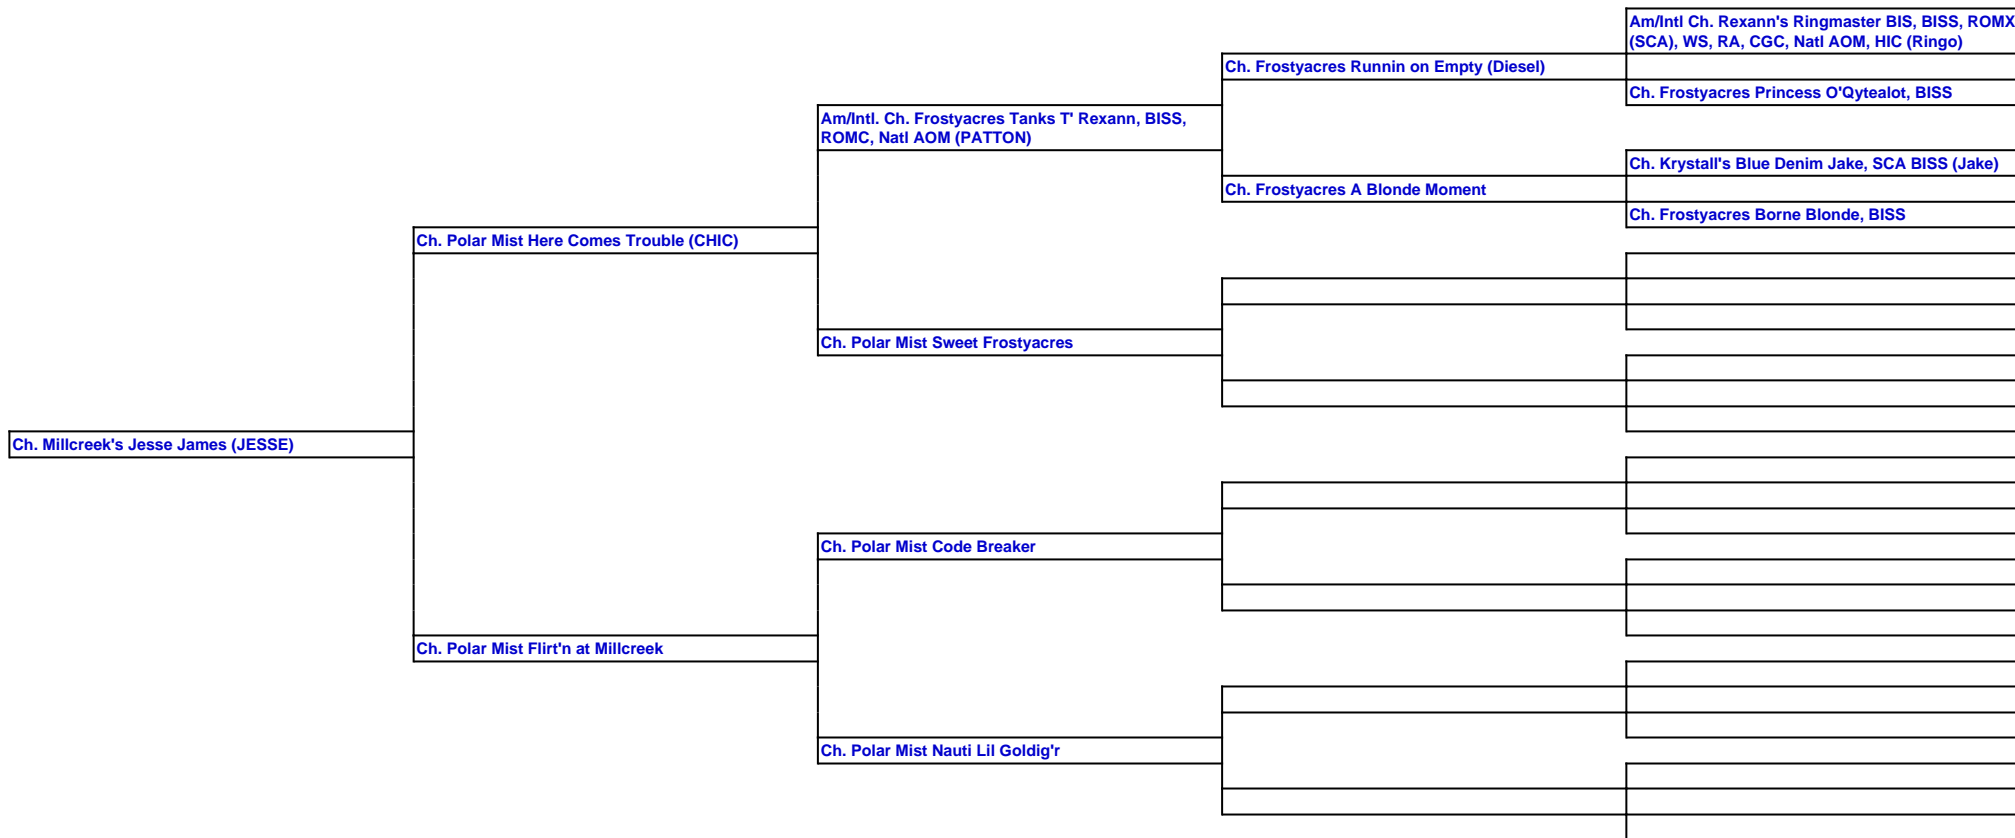 Am/Intl Ch. Rexann's Ringmaster BIS, BISS, ROMX
(SCA), WS, RA, CGC, Natl AOM, HIC (Ringo)
Ch. Frostyacres Runnin on Empty (Diesel)
Ch. Frostyacres Princess O'Qytealot, BISS
Am/Intl. Ch. Frostyacres Tanks T' Rexann, BISS,
ROMC, Natl AOM (PATTON)
Ch. Krystall's Blue Denim Jake, SCA BISS (Jake)
Ch. Frostyacres A Blonde Moment
Ch. Frostyacres Borne Blonde, BISS
Ch. Polar Mist Here Comes Trouble (CHIC)
Ch. Polar Mist Sweet Frostyacres
Ch. Millcreek's Jesse James (JESSE)
Ch. Polar Mist Code Breaker
Ch. Polar Mist Flirt'n at Millcreek
Ch. Polar Mist Nauti Lil Goldig'r